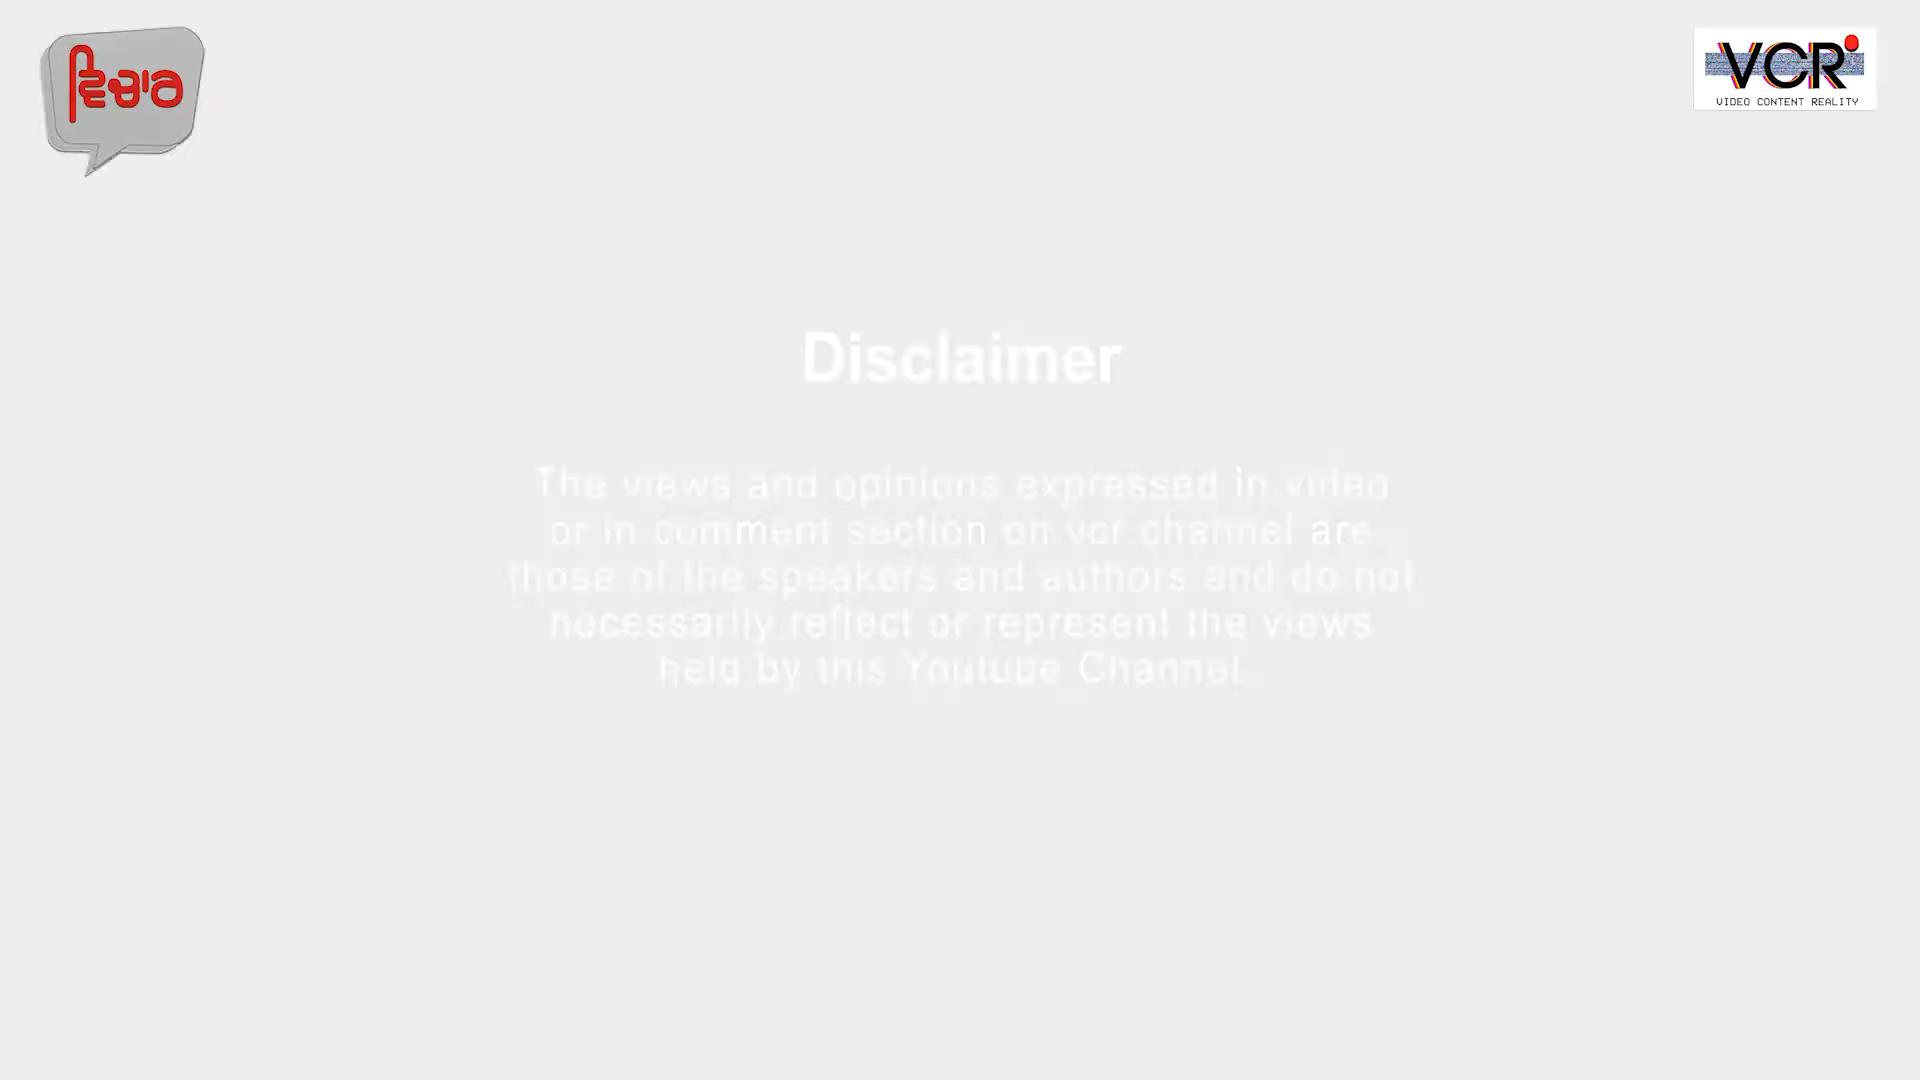 ਵਿਚਾਰ
VCR
VIDEO CONTENT REALITY
Disclaimer
The views and opinions expressed in video
or in comment section on vcr channel are
those of the speakers and authors and do not
necessarily reflect or represent the views
held by this Youtube Channel.